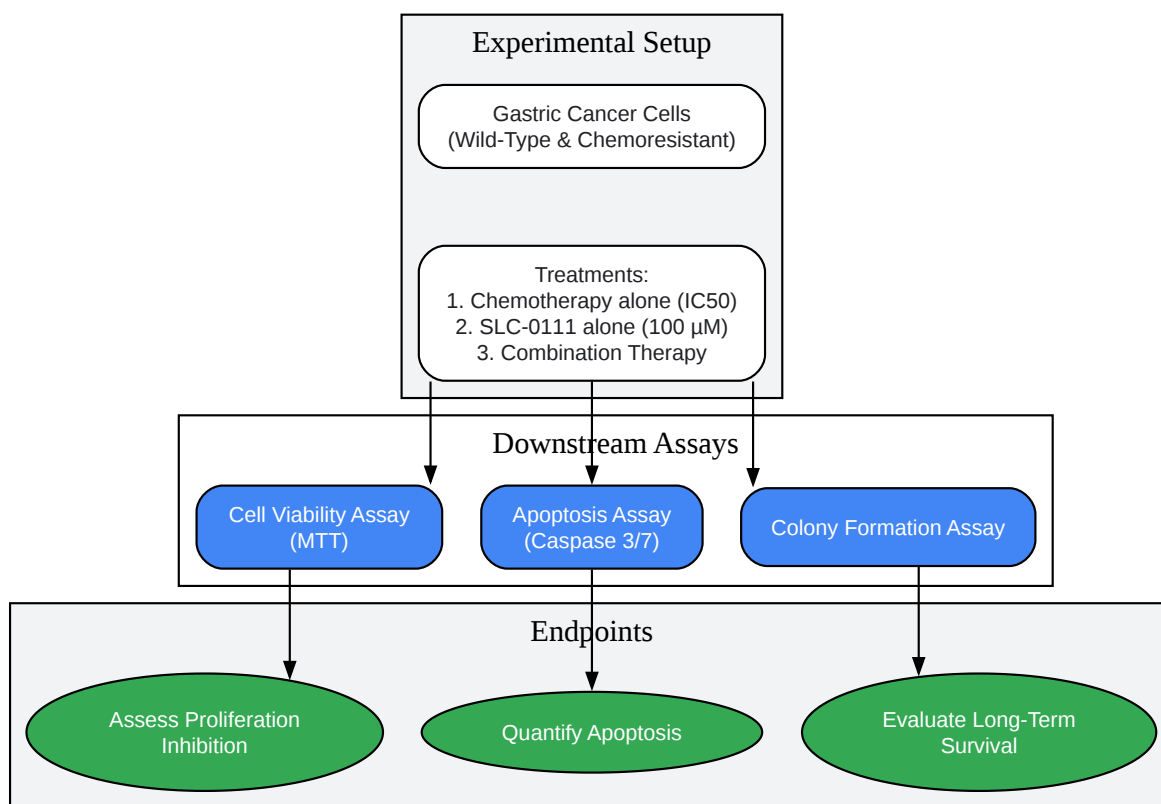 Experimental Setup
Gastric Cancer Cells
(Wild-Type & Chemoresistant)
Treatments:
1. Chemotherapy alone (IC50)
2. SLC-0111 alone (100 µM)
3. Combination Therapy
Downstream Assays
Cell Viability Assay
(MTT)
Apoptosis Assay
(Caspase 3/7)
Colony Formation Assay
Endpoints
Assess Proliferation
Inhibition
Quantify Apoptosis
Evaluate Long-Term
Survival